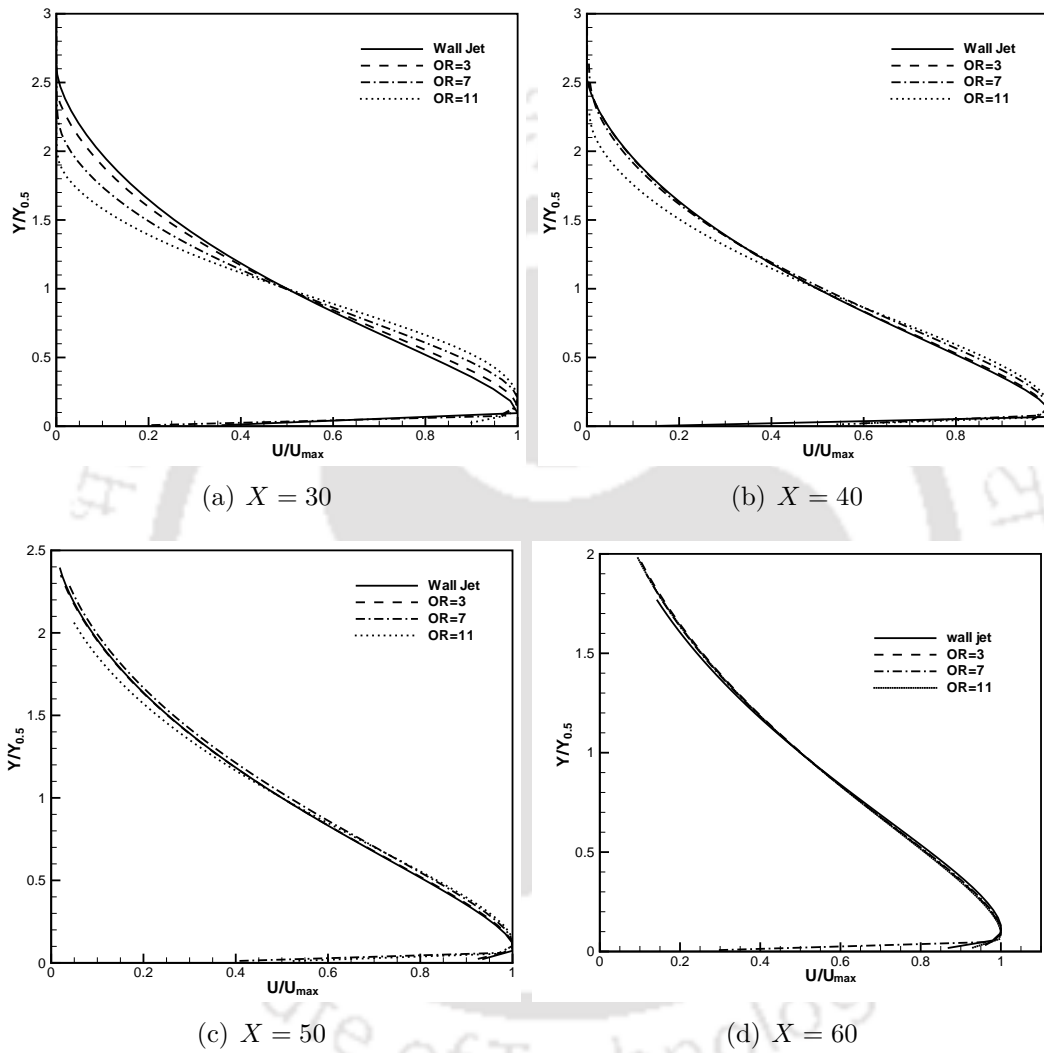 3
2.5
2
1.5
1
0.5
0
Y/Y0.5
Wall Jet
OR=3
OR=7
OR=11
0 0.2 0.4 0.6 0.8 1
U/Umax
(a) X = 30
3
2.5
2
1.5
1
0.5
0
Y/Y0.5
Wall Jet
OR=3
OR=7
OR=11
0 0.2 0.4 0.6 0.8
U/Umax
(b) X = 40
2.5
2
1.5
1
0.5
0
Y/Y0.5
Wall Jet
OR=3
OR=7
OR=11
0 0.2 0.4 0.6 0.8 1
U/Umax
(c) X = 50
2
1.5
1
0.5
0
Y/Y0.5
wall jet
OR=3
OR=7
OR=11
0 0.2 0.4 0.6 0.8 1
U/Umax
(d) X = 60